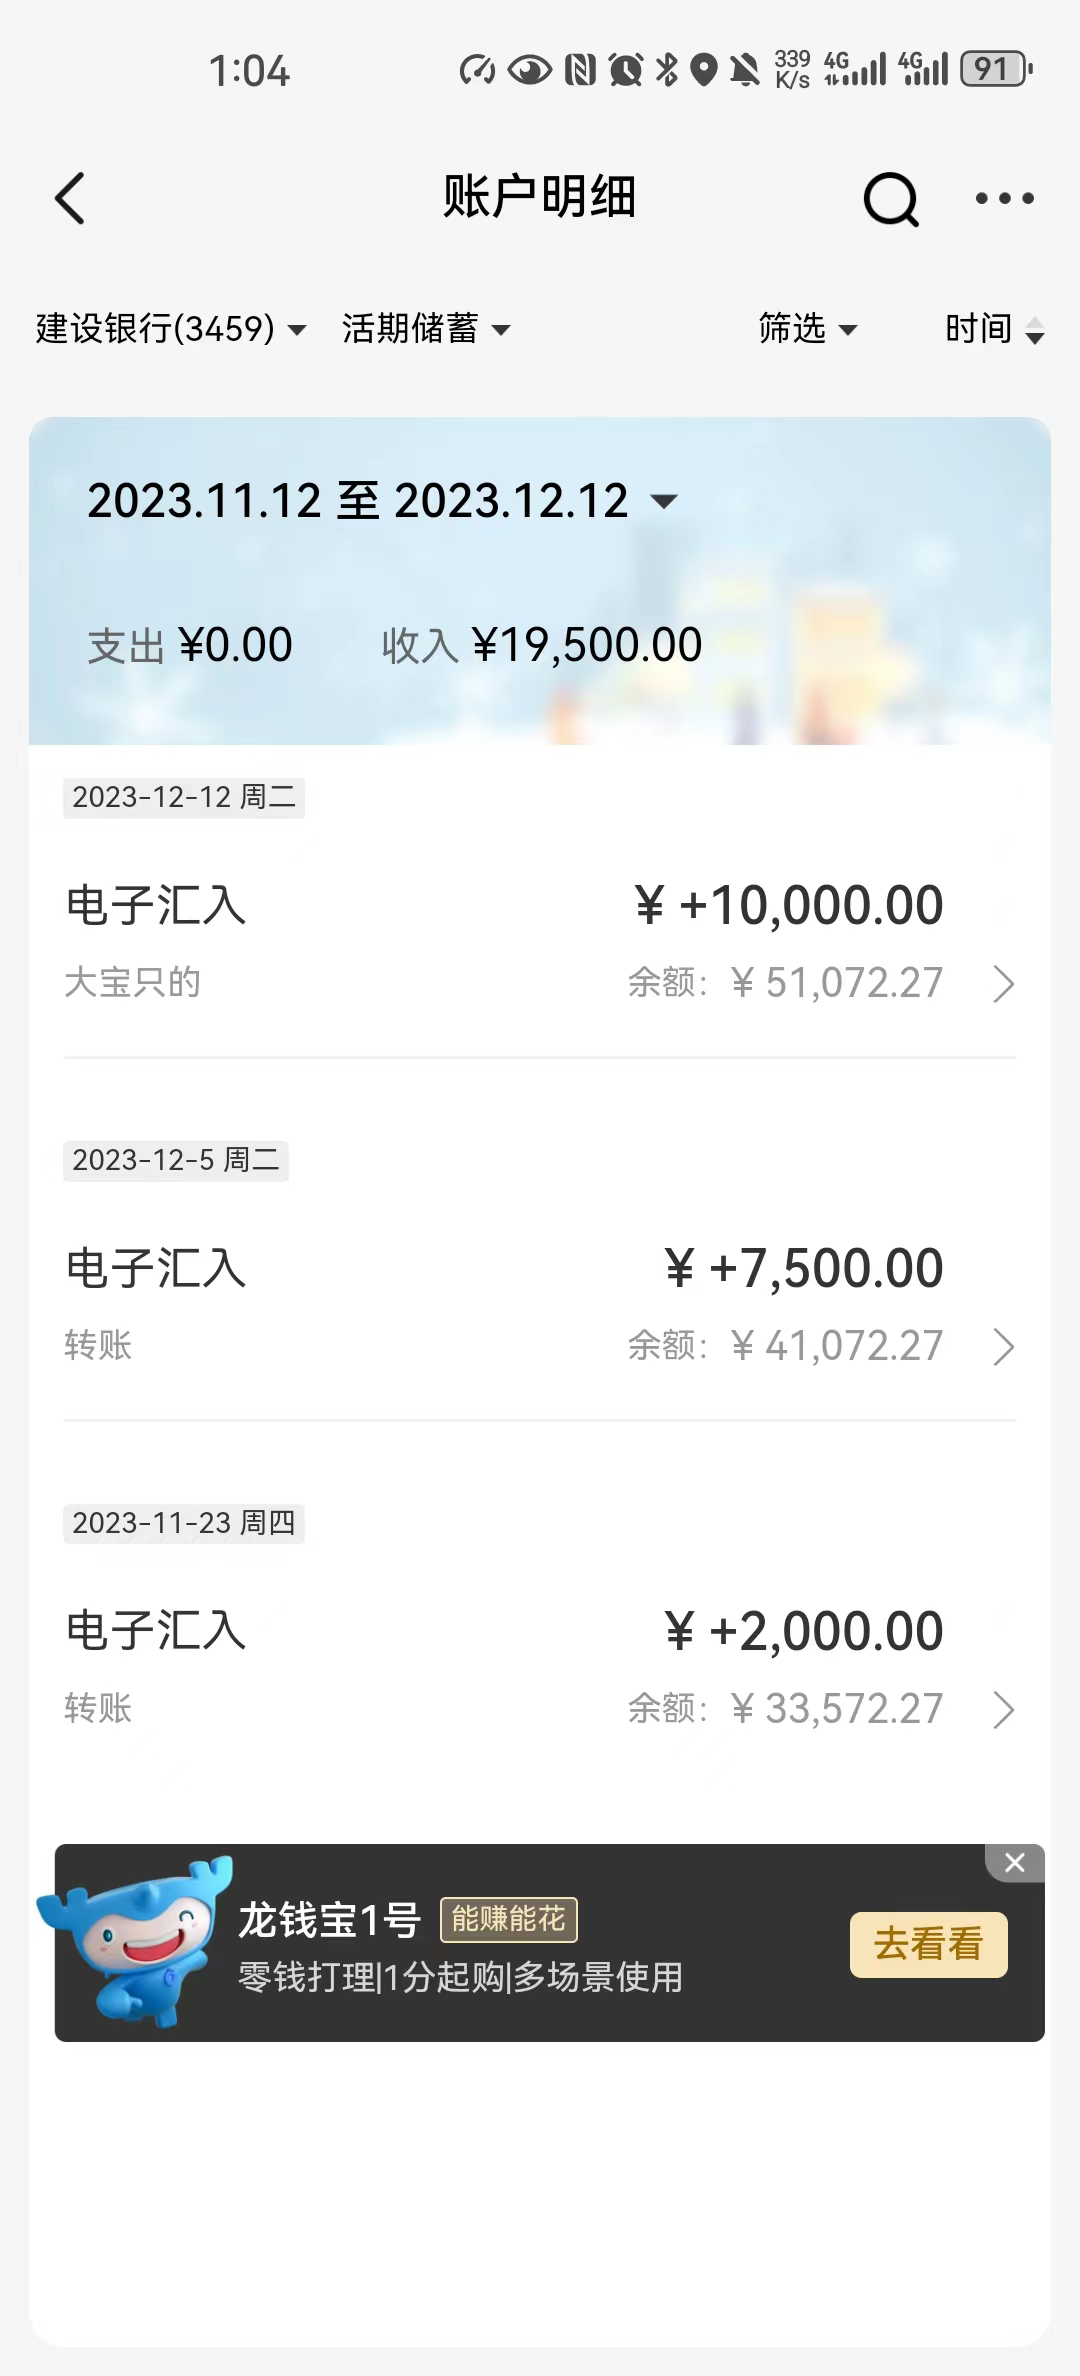 1:04 339 K/s 4G 4G 91
账户明细
建设银行(3459) 活期储蓄 筛选 时间
2023.11.12 至 2023.12.12
支出 ¥0.00 收入 ¥19,500.00
2023-12-12 周二
电子汇入 ¥ +10,000.00
大宝只的 余额: ¥ 51,072.27
2023-12-5 周二
电子汇入 ¥ +7,500.00
转账 余额: ¥ 41,072.27
2023-11-23 周四
电子汇入 ¥ +2,000.00
转账 余额: ¥ 33,572.27
龙钱宝1号 能赚能花
零钱打理|1分起购|多场景使用
去看看